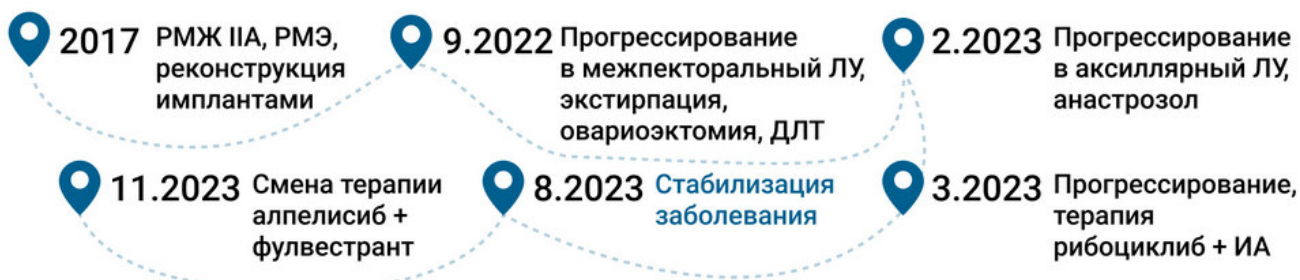 2017 РМЖ IIA, РМЭ,
реконструкция
имплантами
9.2022 Прогрессирование
в межпекторальный ЛУ,
экстирпация,
овариоэктомия, ДЛТ
2.2023 Прогрессирование
в аксиллярный ЛУ,
анастрозол
3.2023 Прогрессирование,
терапия
рибоциклиб + ИА
8.2023 Стабилизация
заболевания
11.2023 Смена терапии
алпелисиб +
фулвестрант